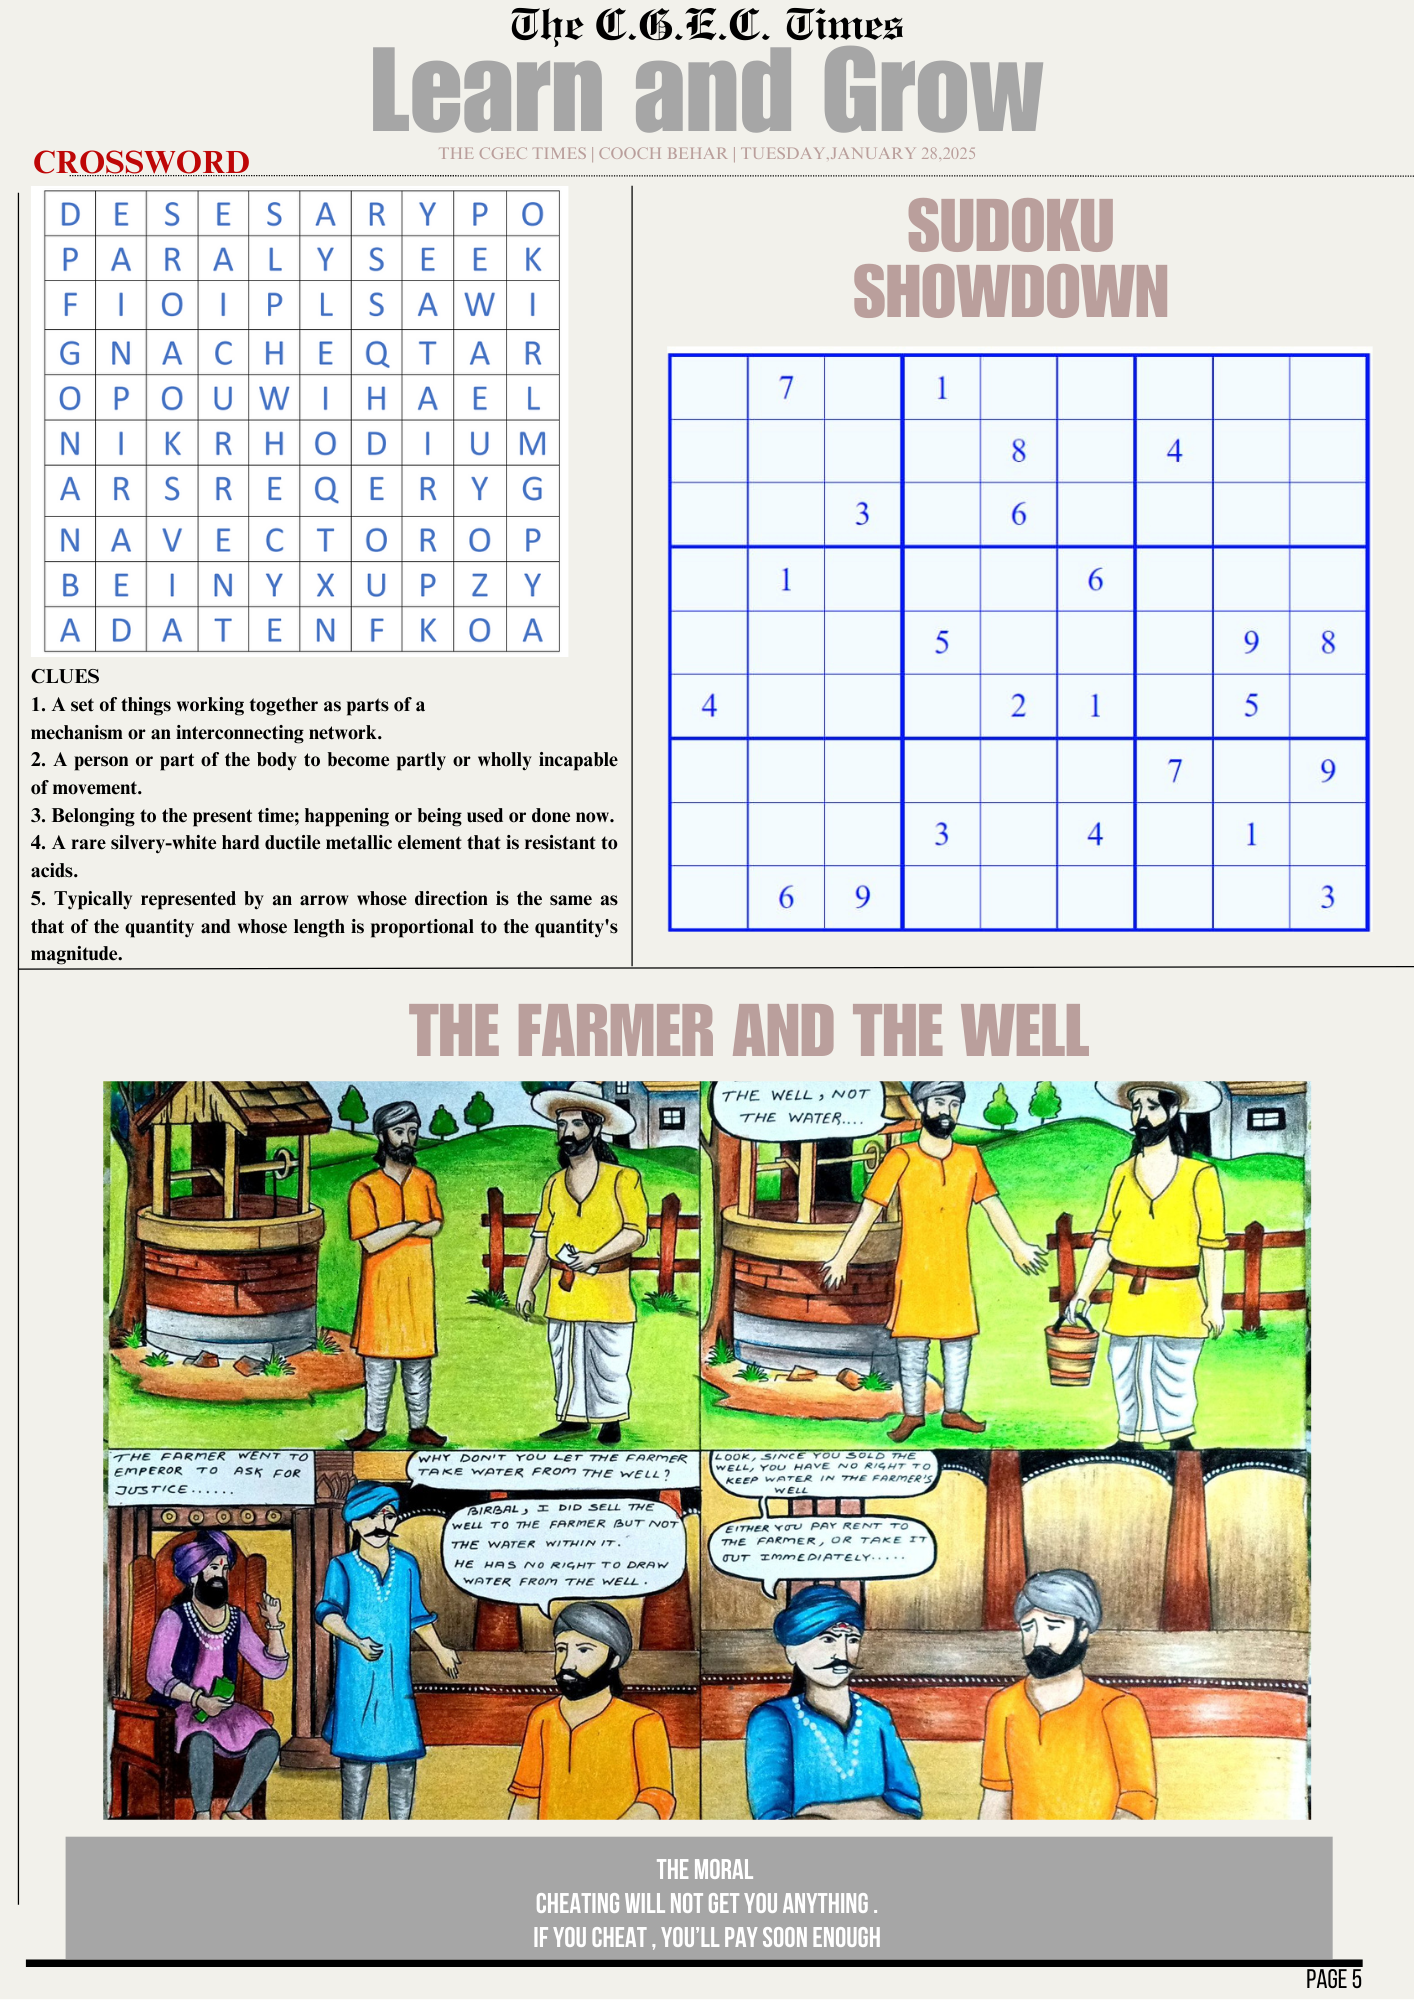 The C.G.E.C. Times
Learn and Grow
THE CGEC TIMES | COOCH BEHAR | TUESDAY,JANUARY 28,2025
CROSSWORD
D E S E S A R Y P O
P A R A L Y S E E K
F I O I P L S A W I
G N A C H E Q T A R
O P O U W I H A E L
N I K R H O D I U M
A R S R E Q E R Y G
N A V E C T O R O P
B E I N Y X U P Z Y
A D A T E N F K O A
CLUES
1. A set of things working together as parts of a
mechanism or an interconnecting network.
2. A person or part of the body to become partly or wholly incapable
of movement.
3. Belonging to the present time; happening or being used or done now.
4. A rare silvery-white hard ductile metallic element that is resistant to
acids.
5. Typically represented by an arrow whose direction is the same as
that of the quantity and whose length is proportional to the quantity's
magnitude.
SUDOKU
SHOWDOWN
7 1
8 4
3 6
1 6
5 9 8
4 2 1 5
7 9
3 4 1
6 9 3
THE FARMER AND THE WELL
THE WELL, NOT
THE WATER....
THE FARMER WENT TO
EMPEROR TO ASK FOR
JUSTICE......
WHY DON'T YOU LET THE FARMER
TAKE WATER FROM THE WELL?
BIRBAL, I DID SELL THE
WELL TO THE FARMER BUT NOT
THE WATER WITHIN IT.
HE HAS NO RIGHT TO DRAW
WATER FROM THE WELL.
LOOK, SINCE YOU SOLD THE
WELL, YOU HAVE NO RIGHT TO
KEEP WATER IN THE FARMER'S
WELL
EITHER YOU PAY RENT TO
THE FARMER, OR TAKE IT
OUT IMMEDIATELY.....
THE MORAL
CHEATING WILL NOT GET YOU ANYTHING .
IF YOU CHEAT , YOU'LL PAY SOON ENOUGH
PAGE 5